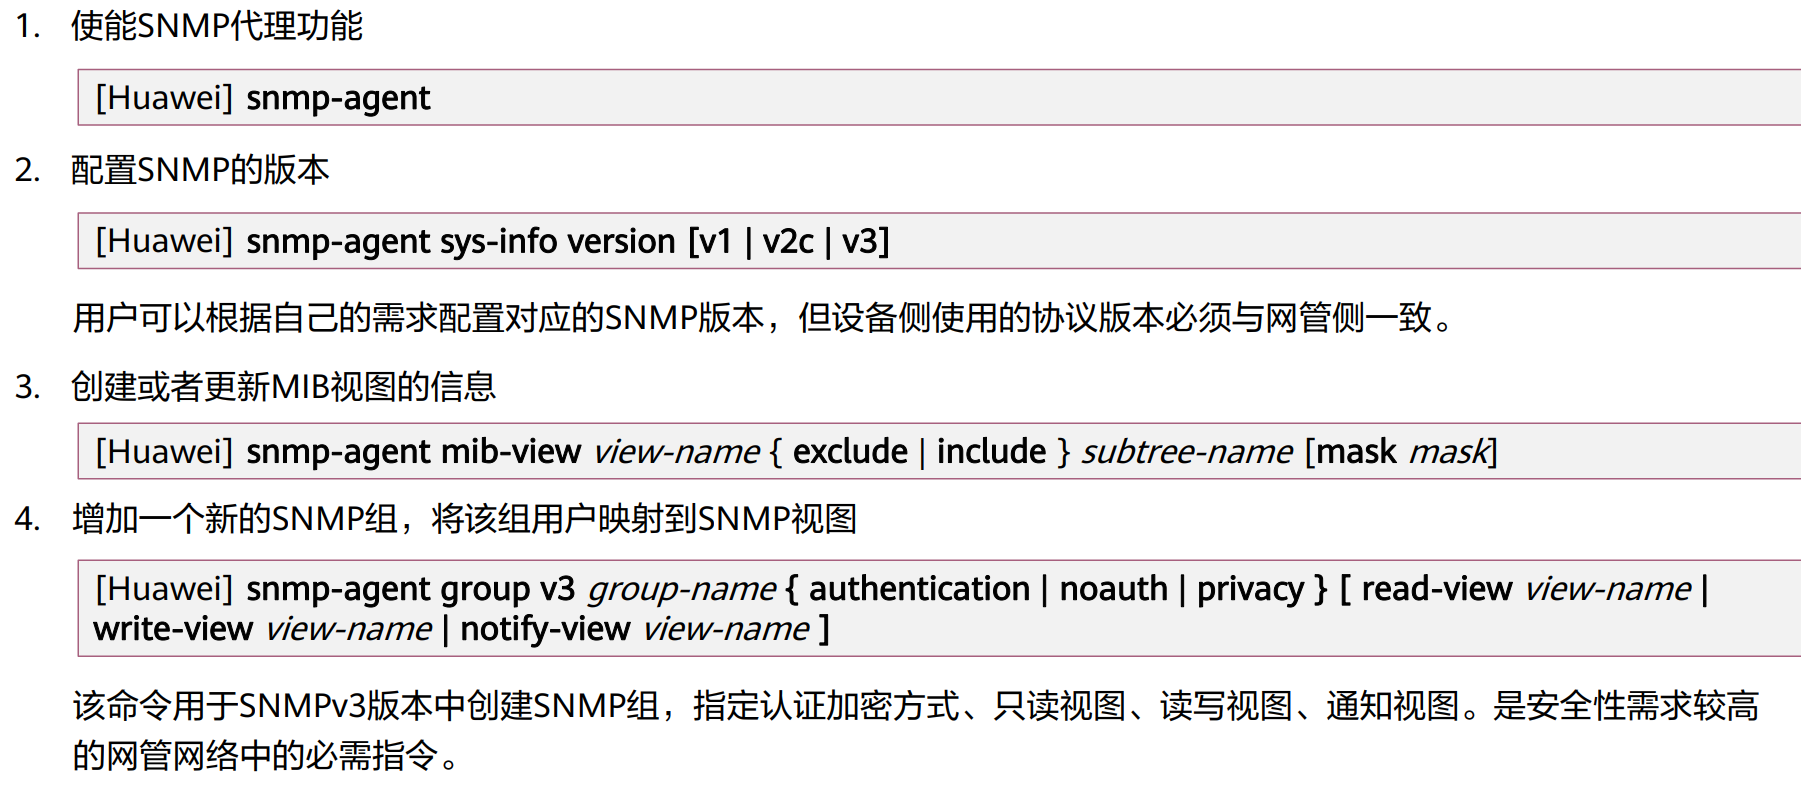 1. 使能SNMP代理功能
[Huawei] snmp-agent
2. 配置SNMP的版本
[Huawei] snmp-agent sys-info version [v1 | v2c | v3]
用户可以根据自己的需求配置对应的SNMP版本，但设备侧使用的协议版本必须与网管侧一致。
3. 创建或者更新MIB视图的信息
[Huawei] snmp-agent mib-view view-name { exclude | include } subtree-name [mask mask]
4. 增加一个新的SNMP组，将该组用户映射到SNMP视图
[Huawei] snmp-agent group v3 group-name { authentication | noauth | privacy } [ read-view view-name |
write-view view-name | notify-view view-name ]
该命令用于SNMPv3版本中创建SNMP组，指定认证加密方式、只读视图、读写视图、通知视图。是安全性需求较高
的网管网络中的必需指令。